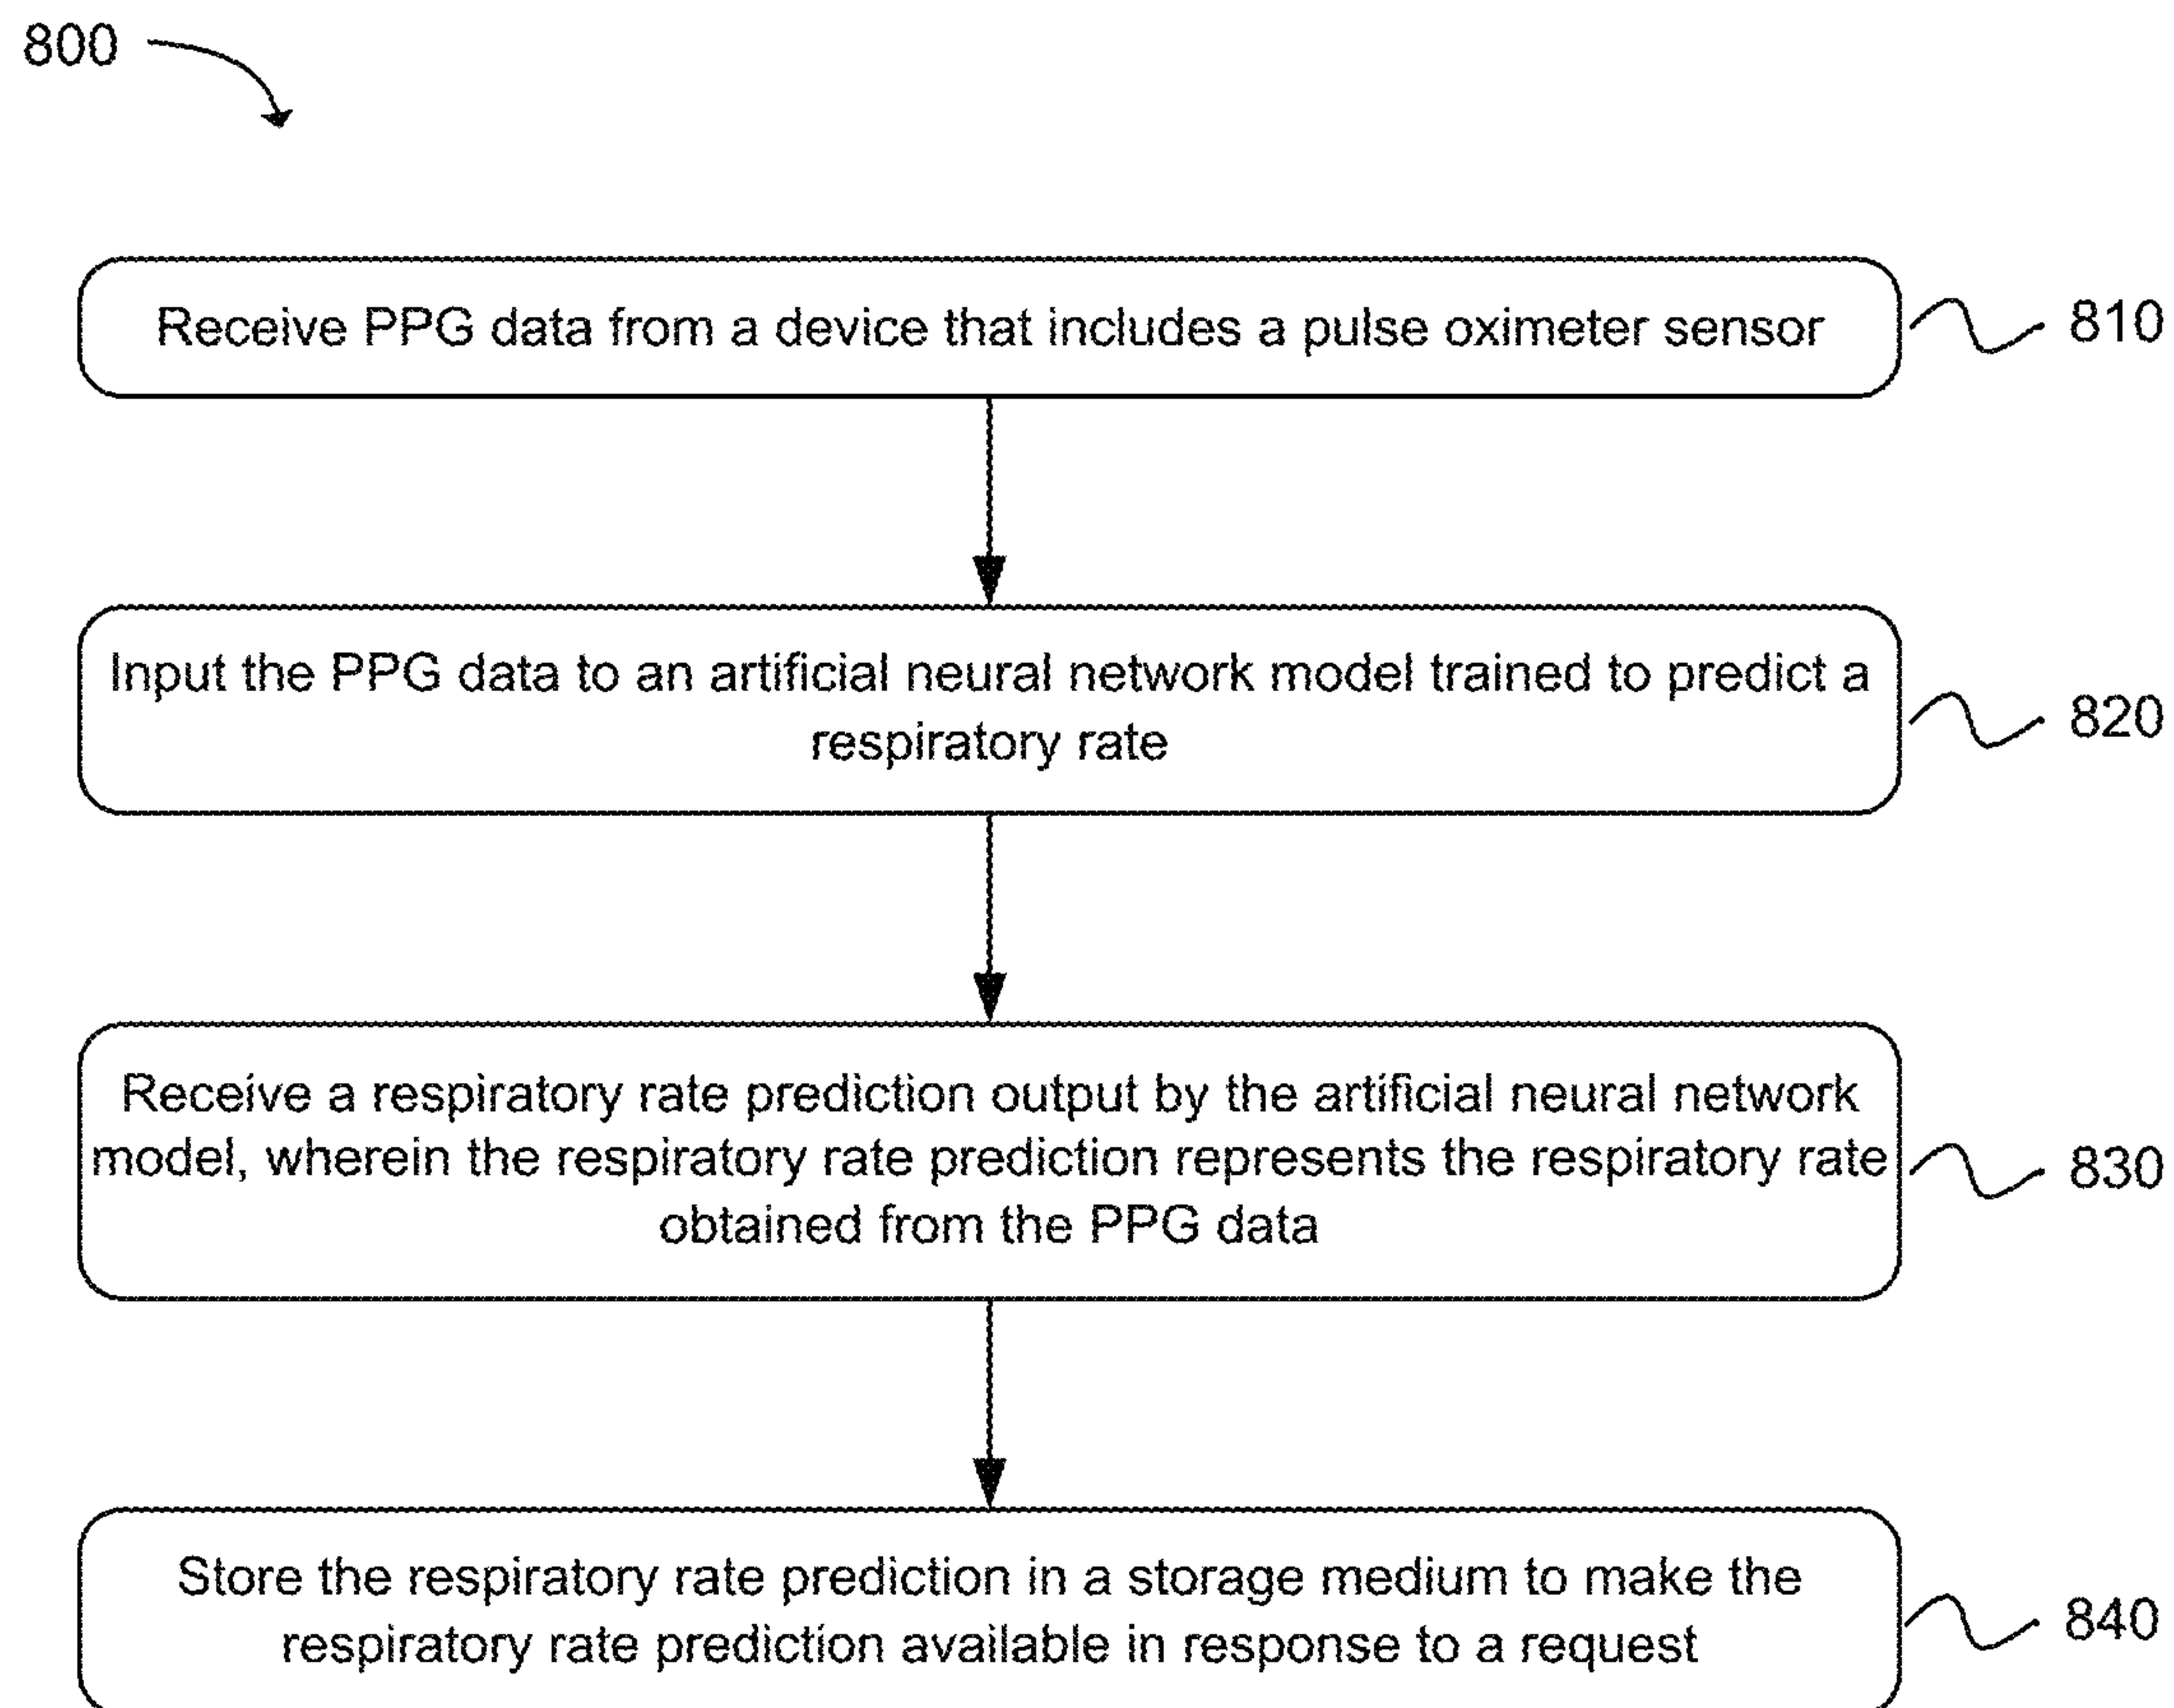 800
Receive PPG data from a device that includes a pulse oximeter sensor
810
Input the PPG data to an artificial neural network model trained to predict a
respiratory rate
820
Receive a respiratory rate prediction output by the artificial neural network
model, wherein the respiratory rate prediction represents the respiratory rate
obtained from the PPG data
830
Store the respiratory rate prediction in a storage medium to make the
respiratory rate prediction available in response to a request
840